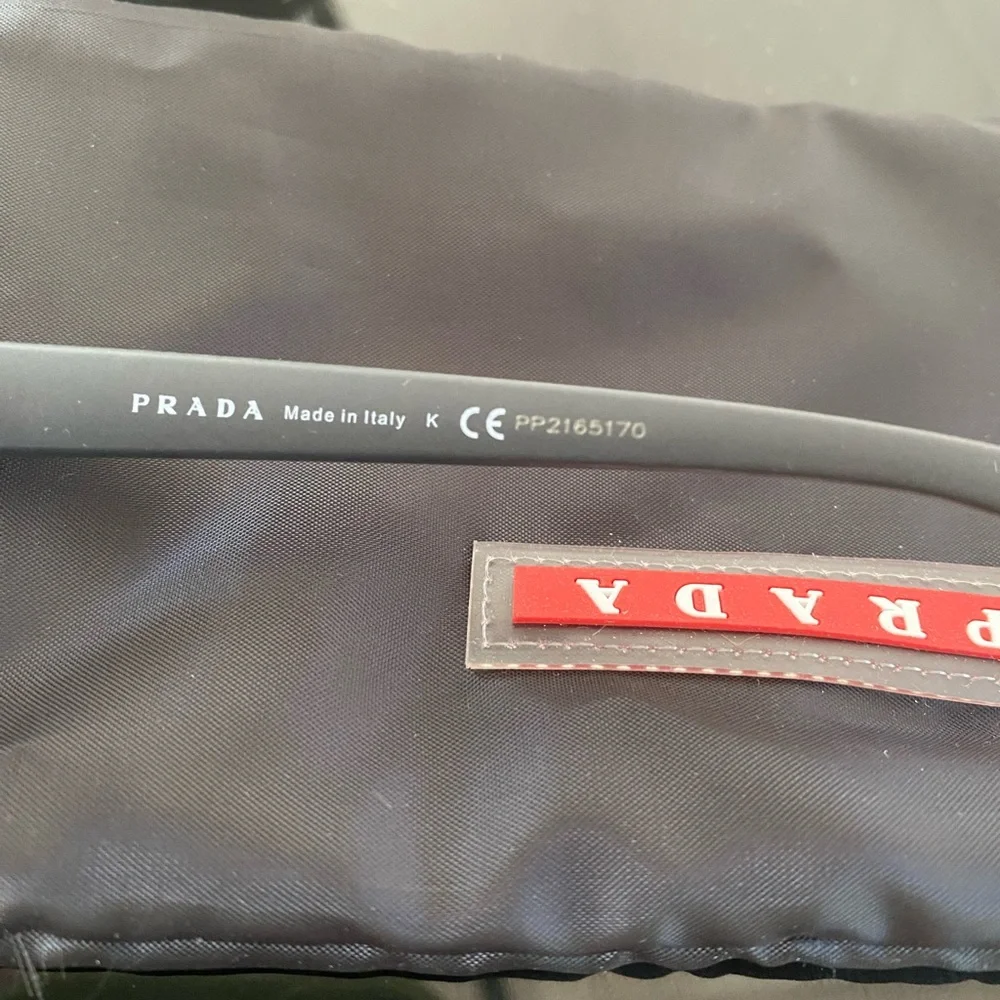 PRADA Made in Italy K CE PP2165170
PRADA